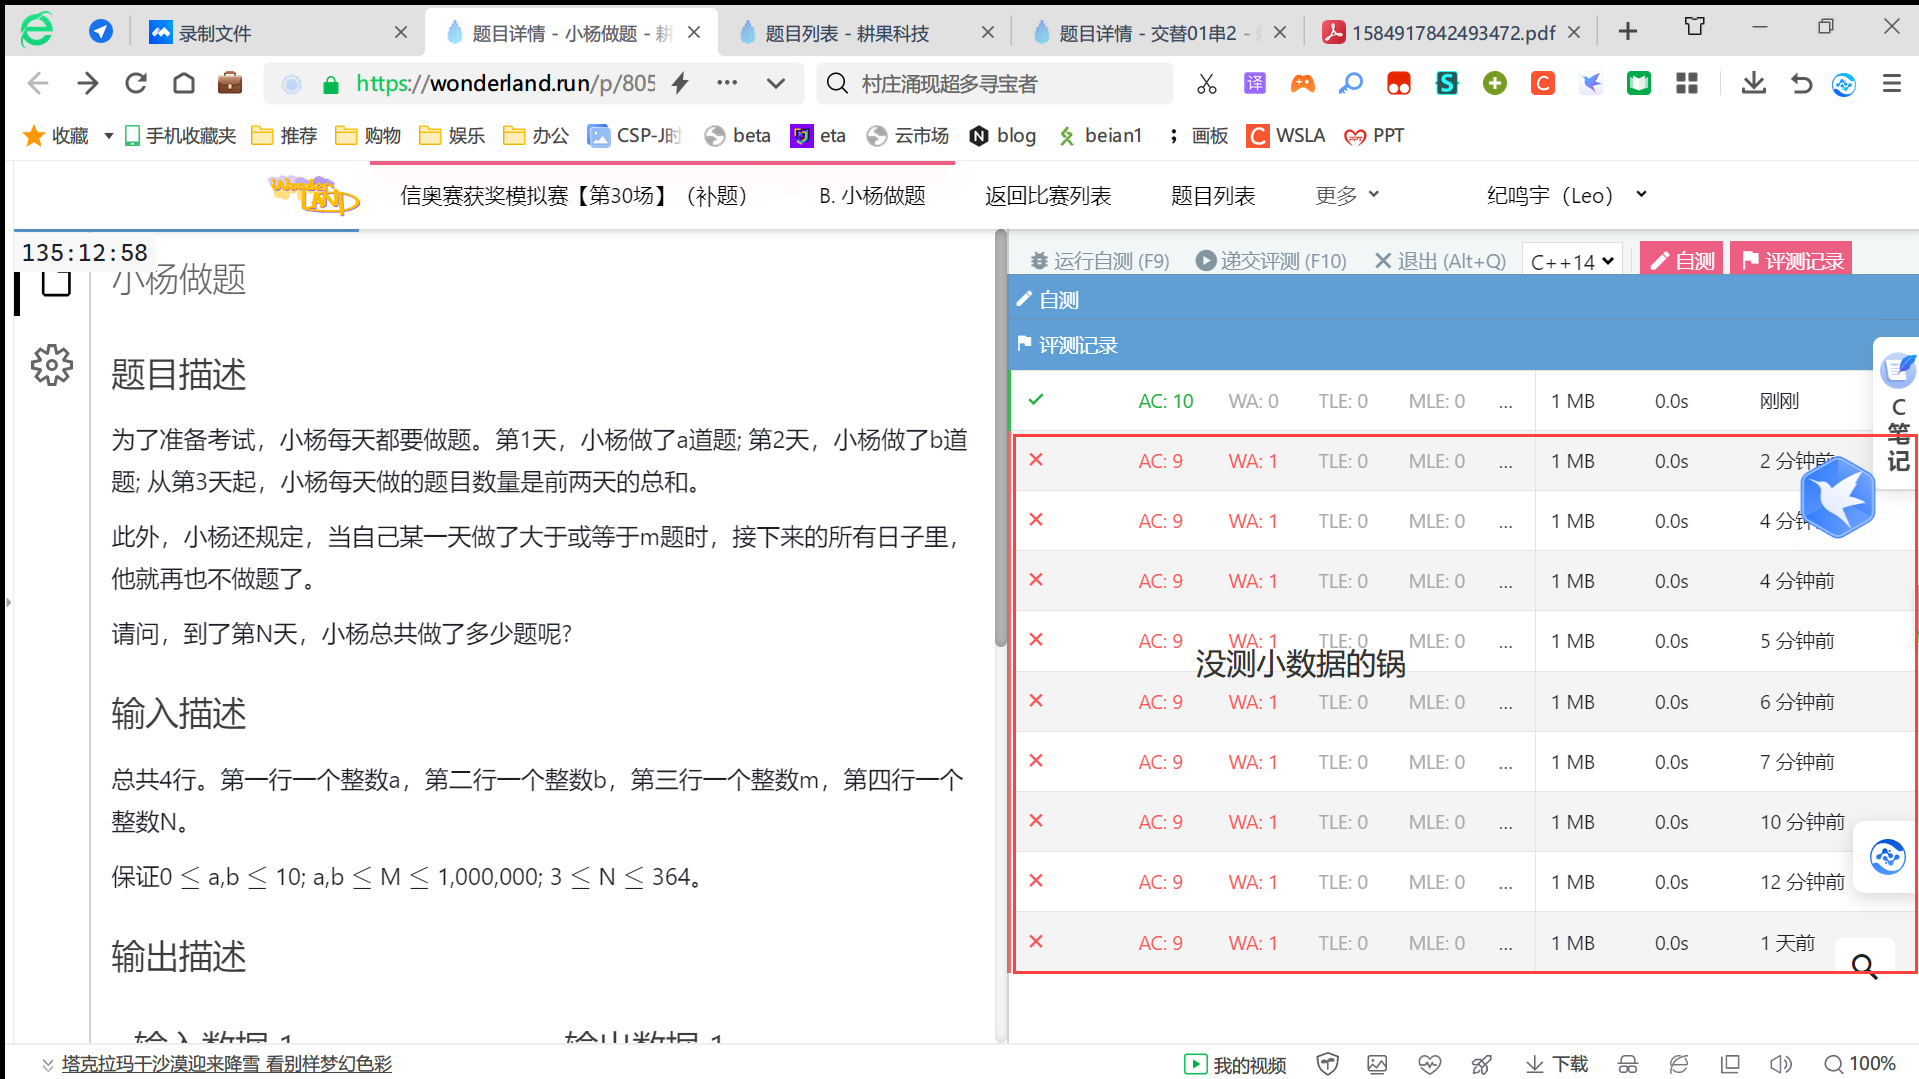 录制文件
题目详情 - 小杨做题 - 耕
题目列表 - 耕果科技
题目详情 - 交替01串2 -
1584917842493472.pdf
https://wonderland.run/p/805
村庄涌现超多寻宝者
译
S
C
收藏
手机收藏夹
推荐
购物
娱乐
办公
CSP-J时
beta
eta
云市场
blog
beian1
画板
WSLA
PPT
Wonder LAND
信奥赛获奖模拟赛【第30场】（补题）
B. 小杨做题
返回比赛列表
题目列表
更多
纪鸣宇（Leo）
135:12:58
小杨做题
题目描述
为了准备考试，小杨每天都要做题。第1天，小杨做了a道题; 第2天，小杨做了b道
题; 从第3天起，小杨每天做的题目数量是前两天的总和。
此外，小杨还规定，当自己某一天做了大于或等于m题时，接下来的所有日子里，
他就再也不做题了。
请问，到了第N天，小杨总共做了多少题呢?
输入描述
总共4行。第一行一个整数a，第二行一个整数b，第三行一个整数m，第四行一个
整数N。
保证0 ≤ a,b ≤ 10; a,b ≤ M ≤ 1,000,000; 3 ≤ N ≤ 364。
输出描述
输入数据 1
输出数据 1
运行自测 (F9)
递交评测 (F10)
退出 (Alt+Q)
C++14
自测
评测记录
自测
评测记录
AC: 10 WA: 0 TLE: 0 MLE: 0 ... 1 MB 0.0s 刚刚
AC: 9 WA: 1 TLE: 0 MLE: 0 ... 1 MB 0.0s 2 分钟前
AC: 9 WA: 1 TLE: 0 MLE: 0 ... 1 MB 0.0s 4 分钟
AC: 9 WA: 1 TLE: 0 MLE: 0 ... 1 MB 0.0s 4 分钟前
AC: 9 WA: 1 TLE: 0 MLE: 0 ... 1 MB 0.0s 5 分钟前
没测小数据的锅
AC: 9 WA: 1 TLE: 0 MLE: 0 ... 1 MB 0.0s 6 分钟前
AC: 9 WA: 1 TLE: 0 MLE: 0 ... 1 MB 0.0s 7 分钟前
AC: 9 WA: 1 TLE: 0 MLE: 0 ... 1 MB 0.0s 10 分钟前
AC: 9 WA: 1 TLE: 0 MLE: 0 ... 1 MB 0.0s 12 分钟前
AC: 9 WA: 1 TLE: 0 MLE: 0 ... 1 MB 0.0s 1 天前
C
笔
记
塔克拉玛干沙漠迎来降雪 看别样梦幻色彩
我的视频
下载
100%